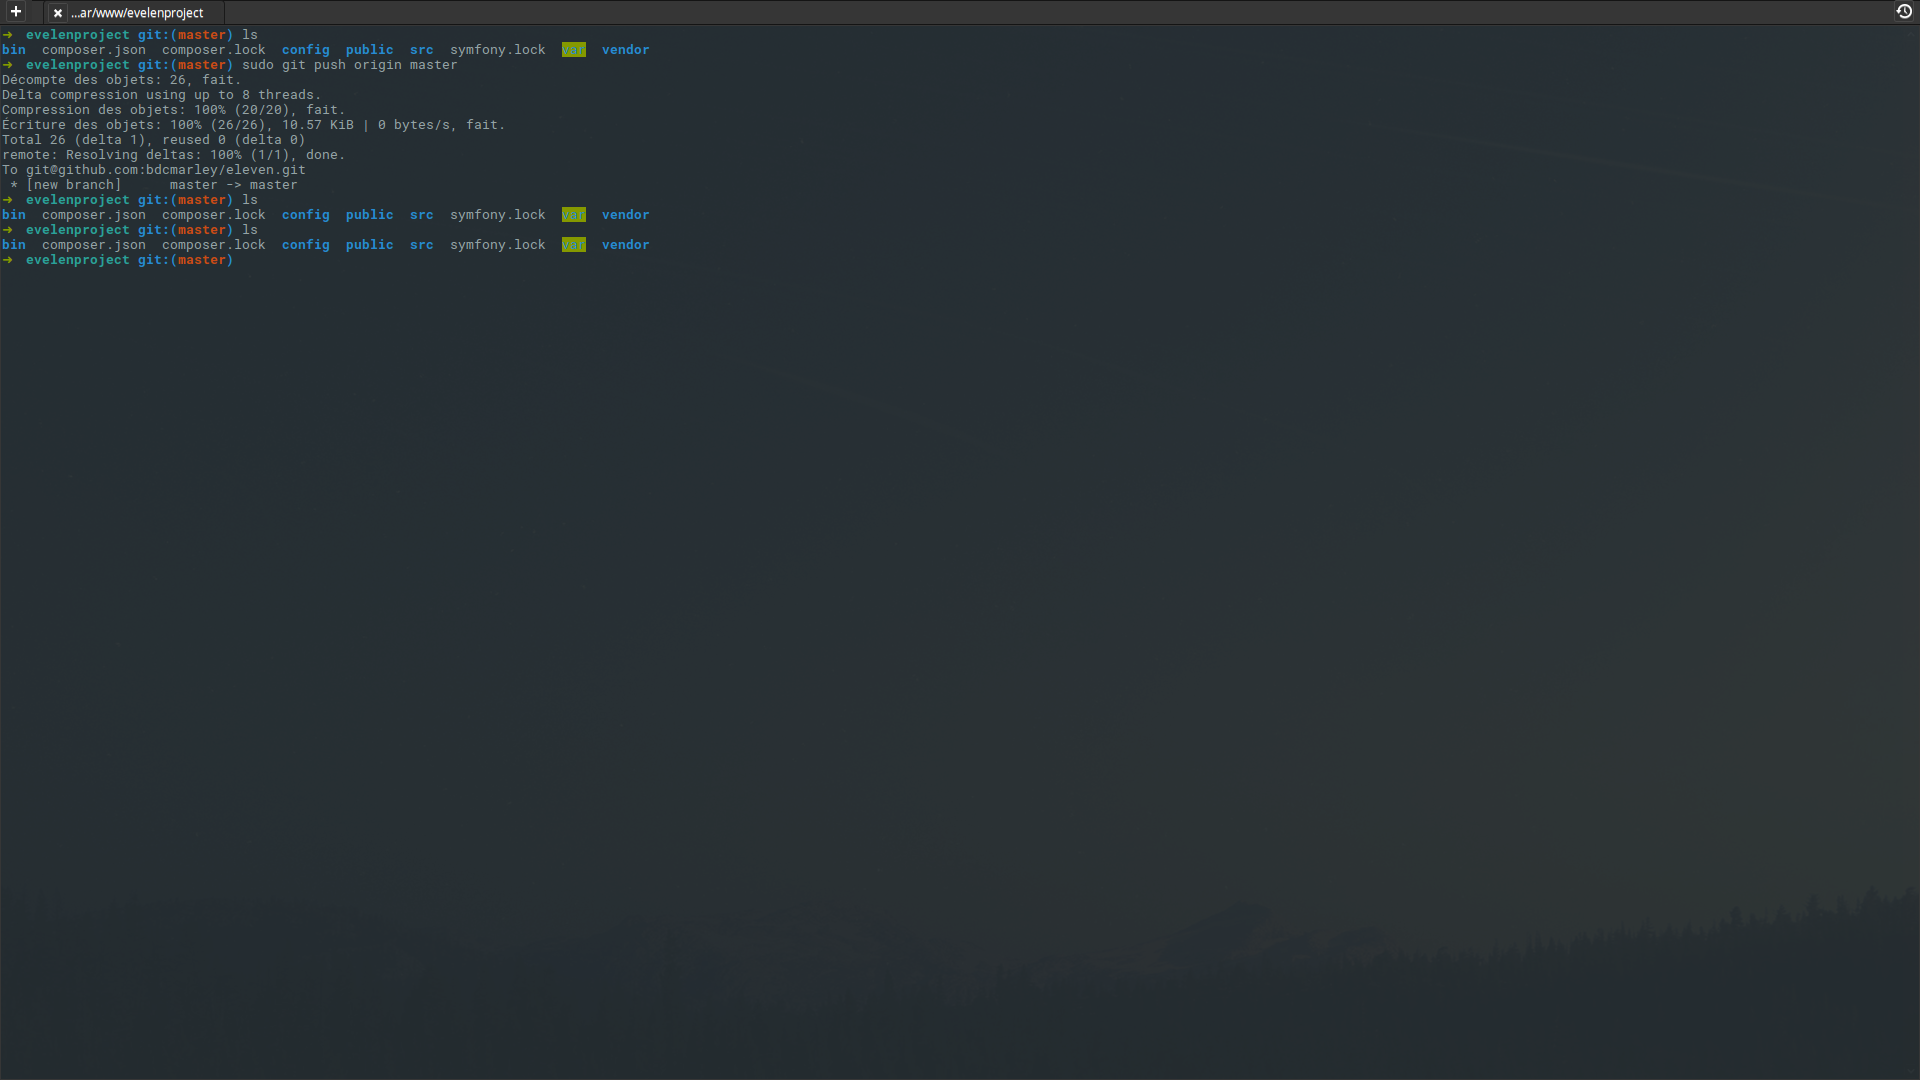 ...ar/www/evelenproject
➜  evelenproject git:(master) ls
bin  composer.json  composer.lock  config  public  src  symfony.lock  var  vendor
➜  evelenproject git:(master) sudo git push origin master
Décompte des objets: 26, fait.
Delta compression using up to 8 threads.
Compression des objets: 100% (20/20), fait.
Écriture des objets: 100% (26/26), 10.57 KiB | 0 bytes/s, fait.
Total 26 (delta 1), reused 0 (delta 0)
remote: Resolving deltas: 100% (1/1), done.
To git@github.com:bdcmarley/eleven.git
 * [new branch]      master -> master
➜  evelenproject git:(master) ls
bin  composer.json  composer.lock  config  public  src  symfony.lock  var  vendor
➜  evelenproject git:(master) ls
bin  composer.json  composer.lock  config  public  src  symfony.lock  var  vendor
➜  evelenproject git:(master)